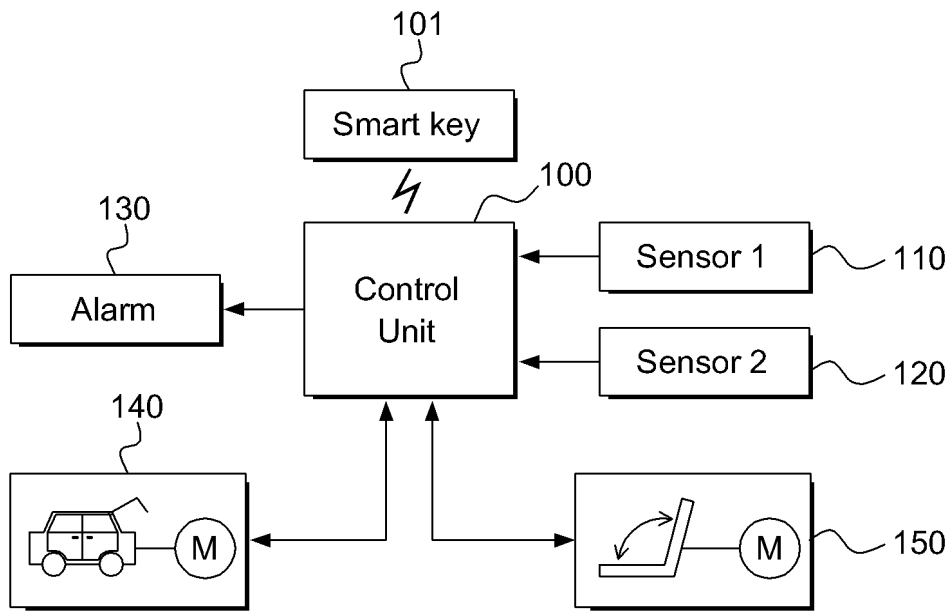 101
Smart key
100
130
Alarm
Control
Unit
Sensor 1
110
Sensor 2
120
140
M
M
150